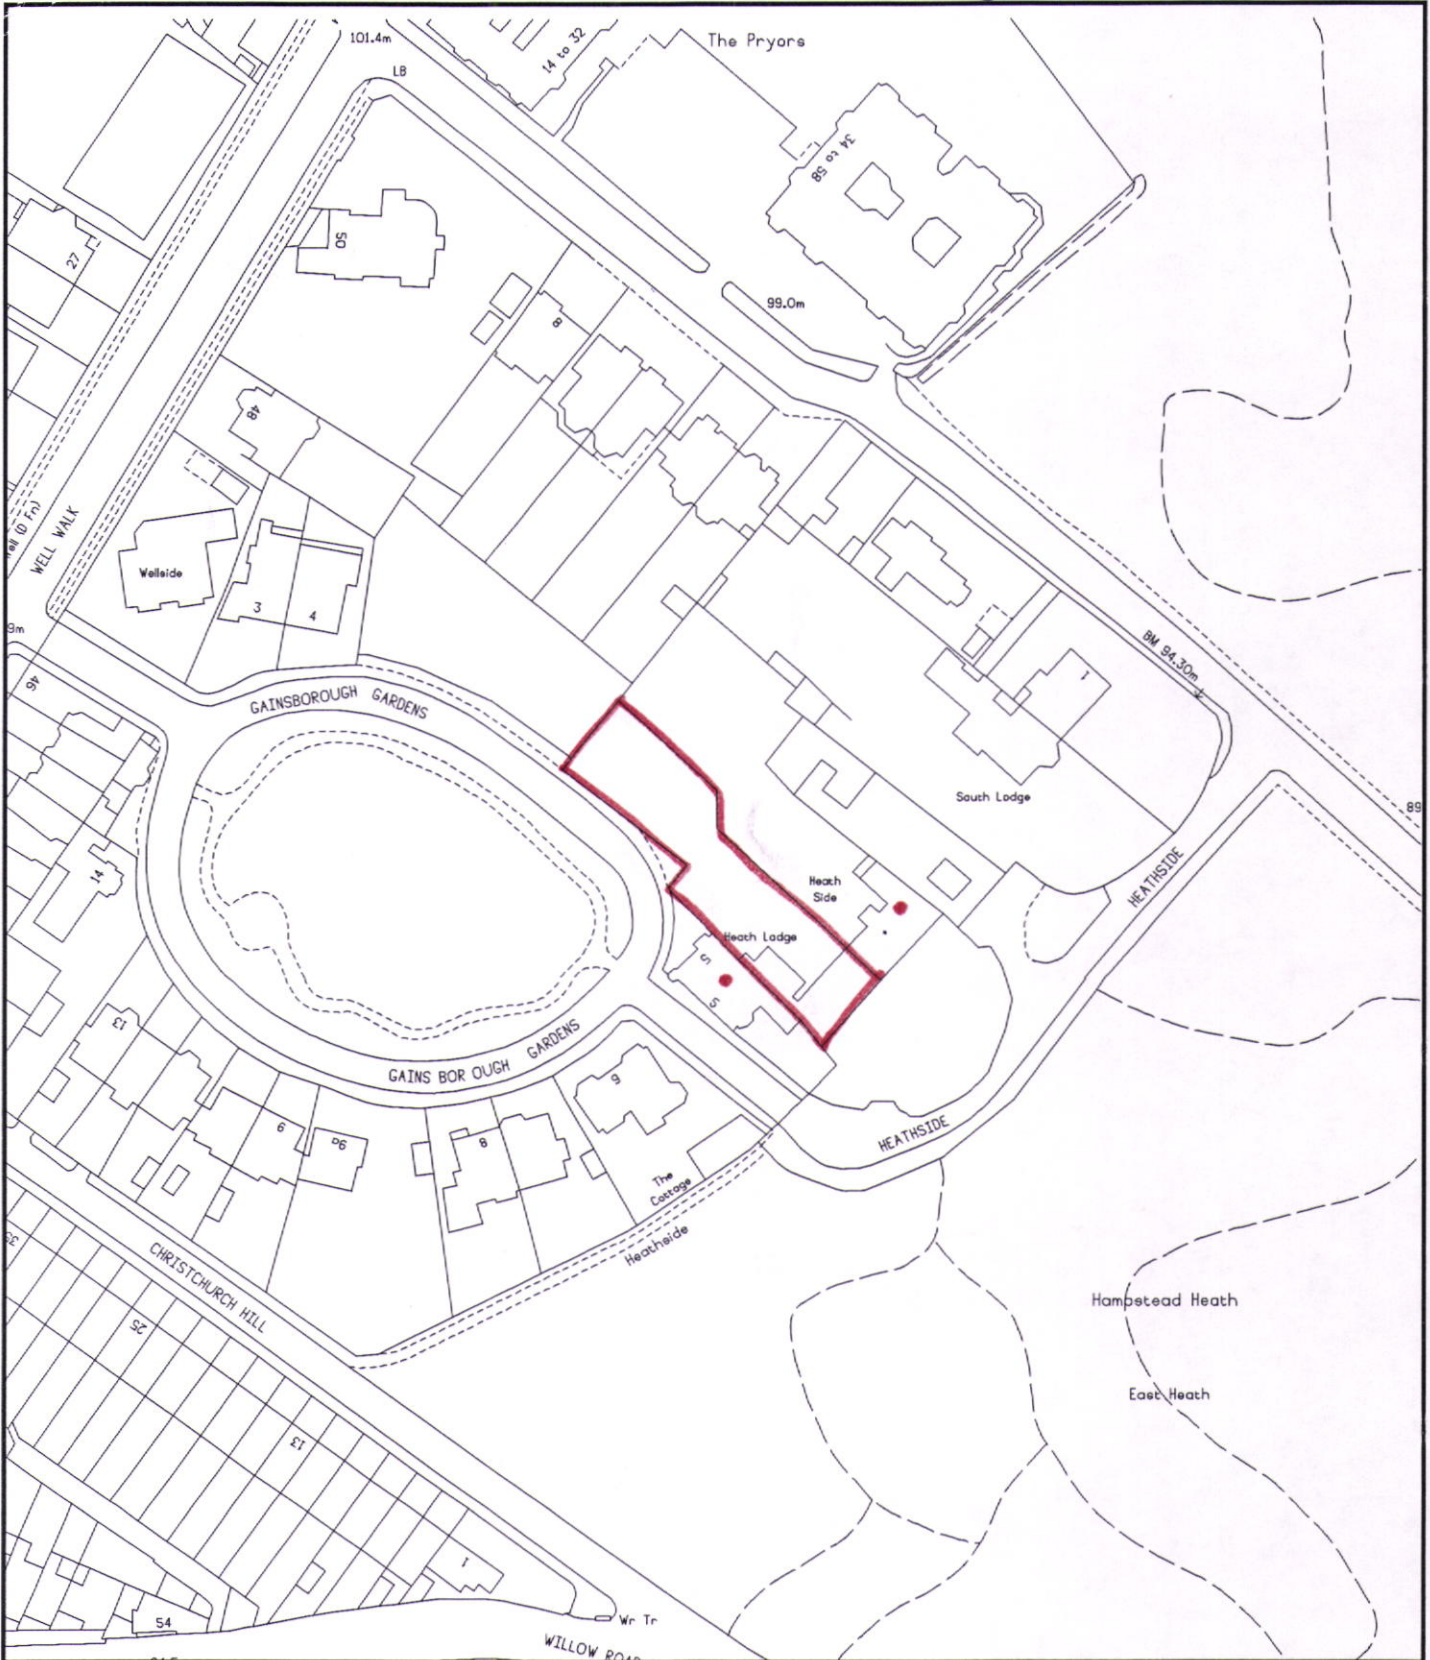 101.4m
LB
14 to 32
The Pryors
34 to 58
50
27
8
99.0m
48
WELL WALK
Wellside
3
4
BM 94.30m
46
GAINSBOROUGH GARDENS
1
South Lodge
89
14
HEATHSIDE
Heath
Side
Heath Lodge
5
5
13
GAINSBOROUGH GARDENS
6
HEATHSIDE
9
9a
8
The
Cottage
Heathside
CHRISTCHURCH HILL
25
Hampstead Heath
East Heath
13
1
54
Wr Tr
WILLOW ROAD